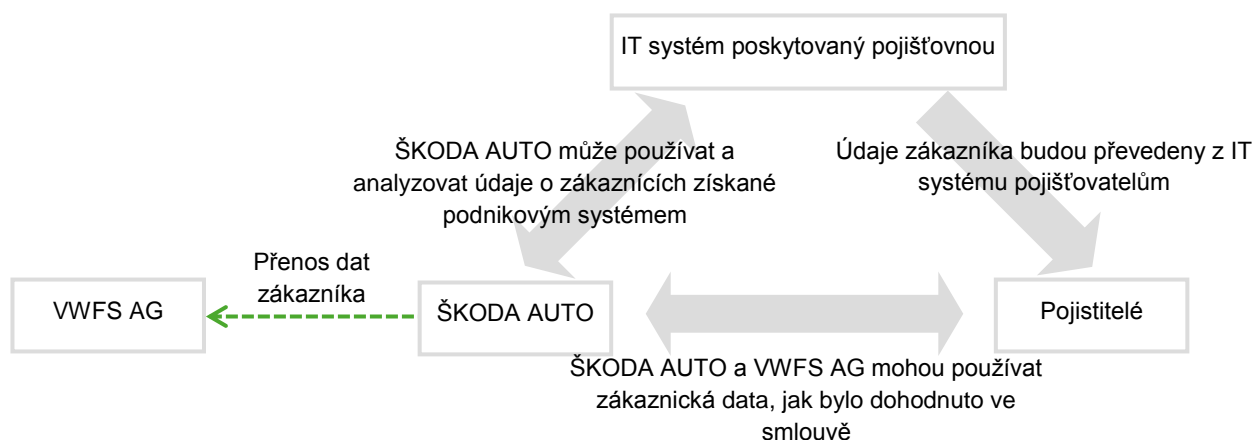 IT systém poskytovaný pojišťovnou
ŠKODA AUTO může používat a
analyzovat údaje o zákaznících získané
podnikovým systémem
Údaje zákazníka budou převedeny z IT
systému pojišťovatelům
Přenos dat
zákazníka
VWFS AG
ŠKODA AUTO
Pojistitelé
ŠKODA AUTO a VWFS AG mohou používat
zákaznická data, jak bylo dohodnuto ve
smlouvě